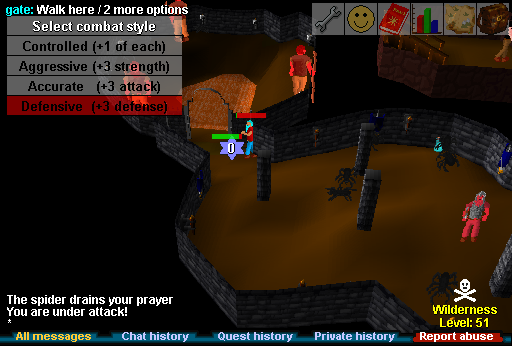 gate: Walk here / 2 more options
Select combat style
Controlled (+1 of each)
Aggressive (+3 strength)
Accurate (+3 attack)
Defensive (+3 defense)
0
The spider drains your prayer
You are under attack!
*
Wilderness
Level: 51
All messages
Chat history
Quest history
Private history
Report abuse